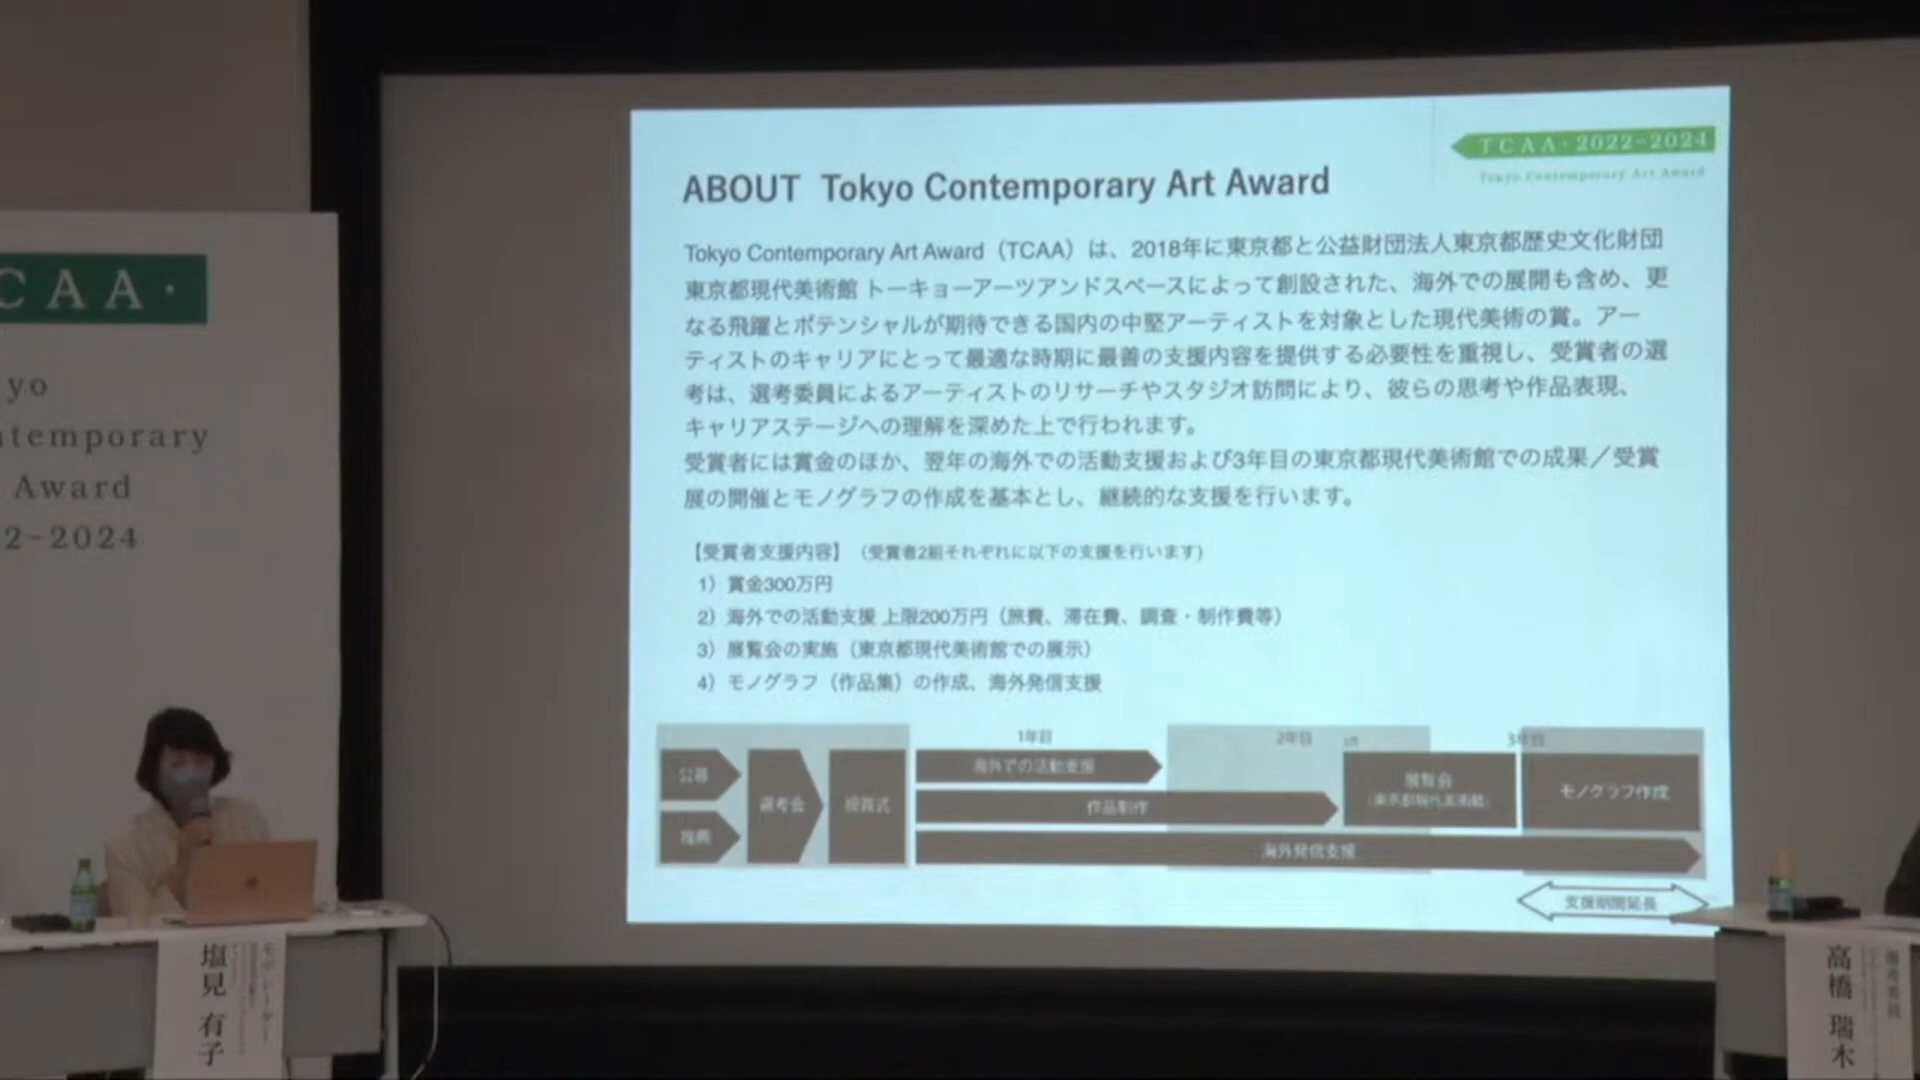 CAA・
yo
ntemporary
Award
2-2024
TCAA・2022-2024
Tokyo Contemporary Art Award
ABOUT Tokyo Contemporary Art Award
Tokyo Contemporary Art Award（TCAA）は、2018年に東京都と公益財団法人東京都歴史文化財団
東京都現代美術館 トーキョーアーツアンドスペースによって創設された、海外での展開も含め、更
なる飛躍とポテンシャルが期待できる国内の中堅アーティストを対象とした現代美術の賞。アー
ティストのキャリアにとって最適な時期に最善の支援内容を提供する必要性を重視し、受賞者の選
考は、選考委員によるアーティストのリサーチやスタジオ訪問により、彼らの思考や作品表現、
キャリアステージへの理解を深めた上で行われます。
受賞者には賞金のほか、翌年の海外での活動支援および3年目の東京都現代美術館での成果／受賞
展の開催とモノグラフの作成を基本とし、継続的な支援を行います。
【受賞者支援内容】（受賞者2組それぞれに以下の支援を行います）
1）賞金300万円
2）海外での活動支援 上限200万円（旅費、滞在費、調査・制作費等）
3）展覧会の実施（東京都現代美術館での展示）
4）モノグラフ（作品集）の作成、海外発信支援
1年目
2年目
3年目
公募
推薦
選考会
授賞式
海外での活動支援
作品制作
展覧会
（東京都現代美術館）
モノグラフ作成
海外発信支援
支援期間延長
モデレーター
塩見 有子
高橋 瑞木